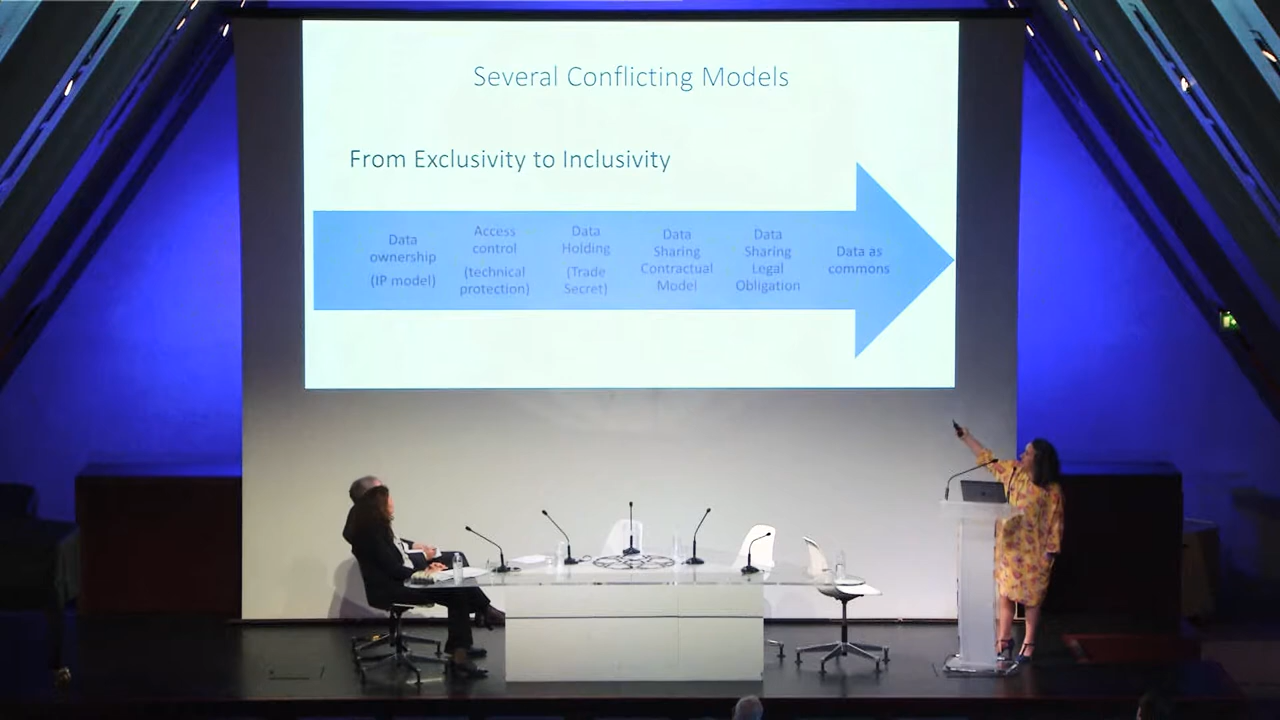 Several Conflicting Models
From Exclusivity to Inclusivity
Data
ownership
(IP model)
Access
control
(technical
protection)
Data
Holding
(Trade
Secret)
Data
Sharing
Contractual
Model
Data
Sharing
Legal
Obligation
Data as
commons